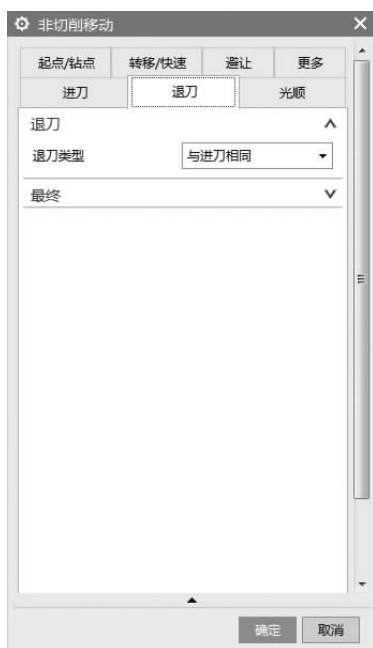 非切削移动
起点/钻点 转移/快速 避让 更多
进刀 退刀 光顺
退刀
退刀类型 与进刀相同
最终
确定 取消